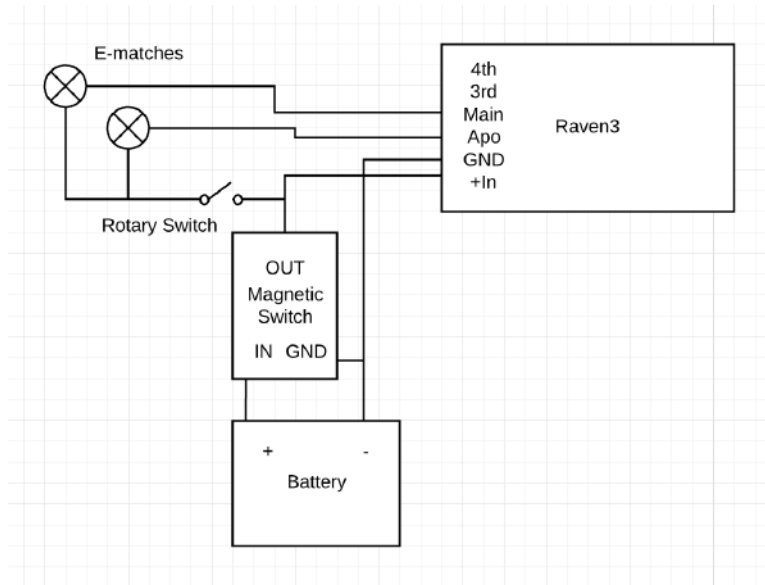 E-matches
4th
3rd
Main
Apo
GND
+In
Raven3
Rotary Switch
OUT
Magnetic
Switch
IN GND
+ -
Battery